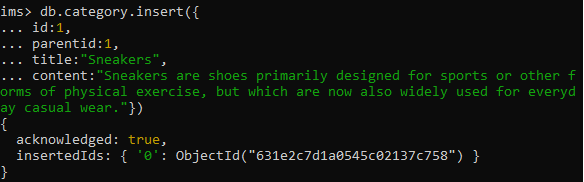 ims> db.category.insert({
... id:1,
... parentid:1,
... title:"Sneakers",
... content:"Sneakers are shoes primarily designed for sports or other f
orms of physical exercise, but which are now also widely used for everyd
ay casual wear."})
{
  acknowledged: true,
  insertedIds: { '0': ObjectId("631e2c7d1a0545c02137c758") }
}